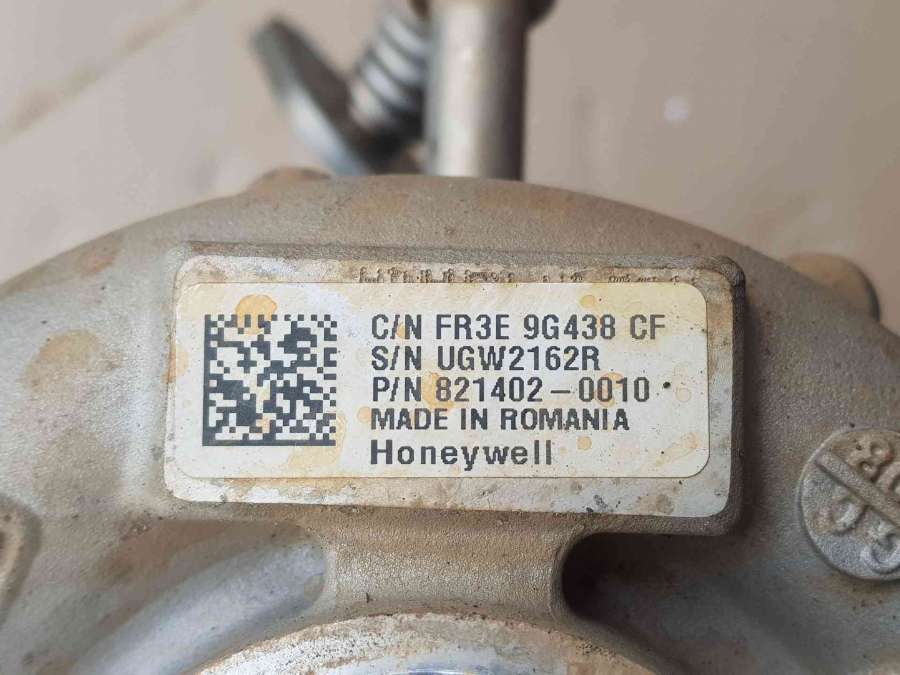 C/N FR3E 9G438 CF
S/N UGW2162R
P/N 821402-0010
MADE IN ROMANIA
Honeywell